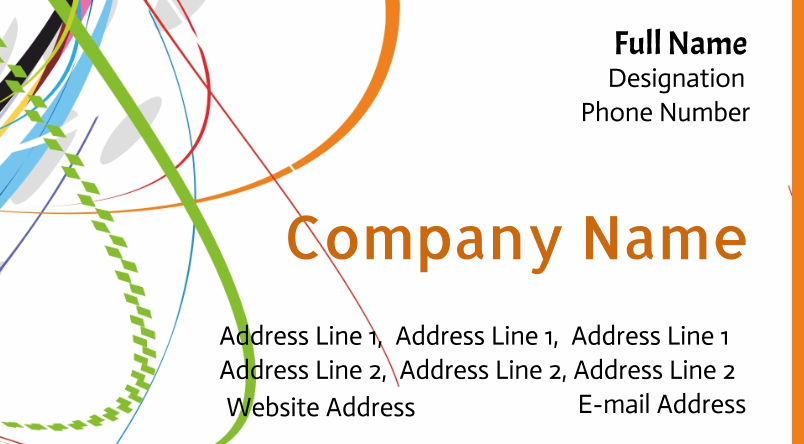 Full Name
Designation
Phone Number
Company Name
Address Line 1, Address Line 1, Address Line 1
Address Line 2, Address Line 2, Address Line 2
Website Address E-mail Address